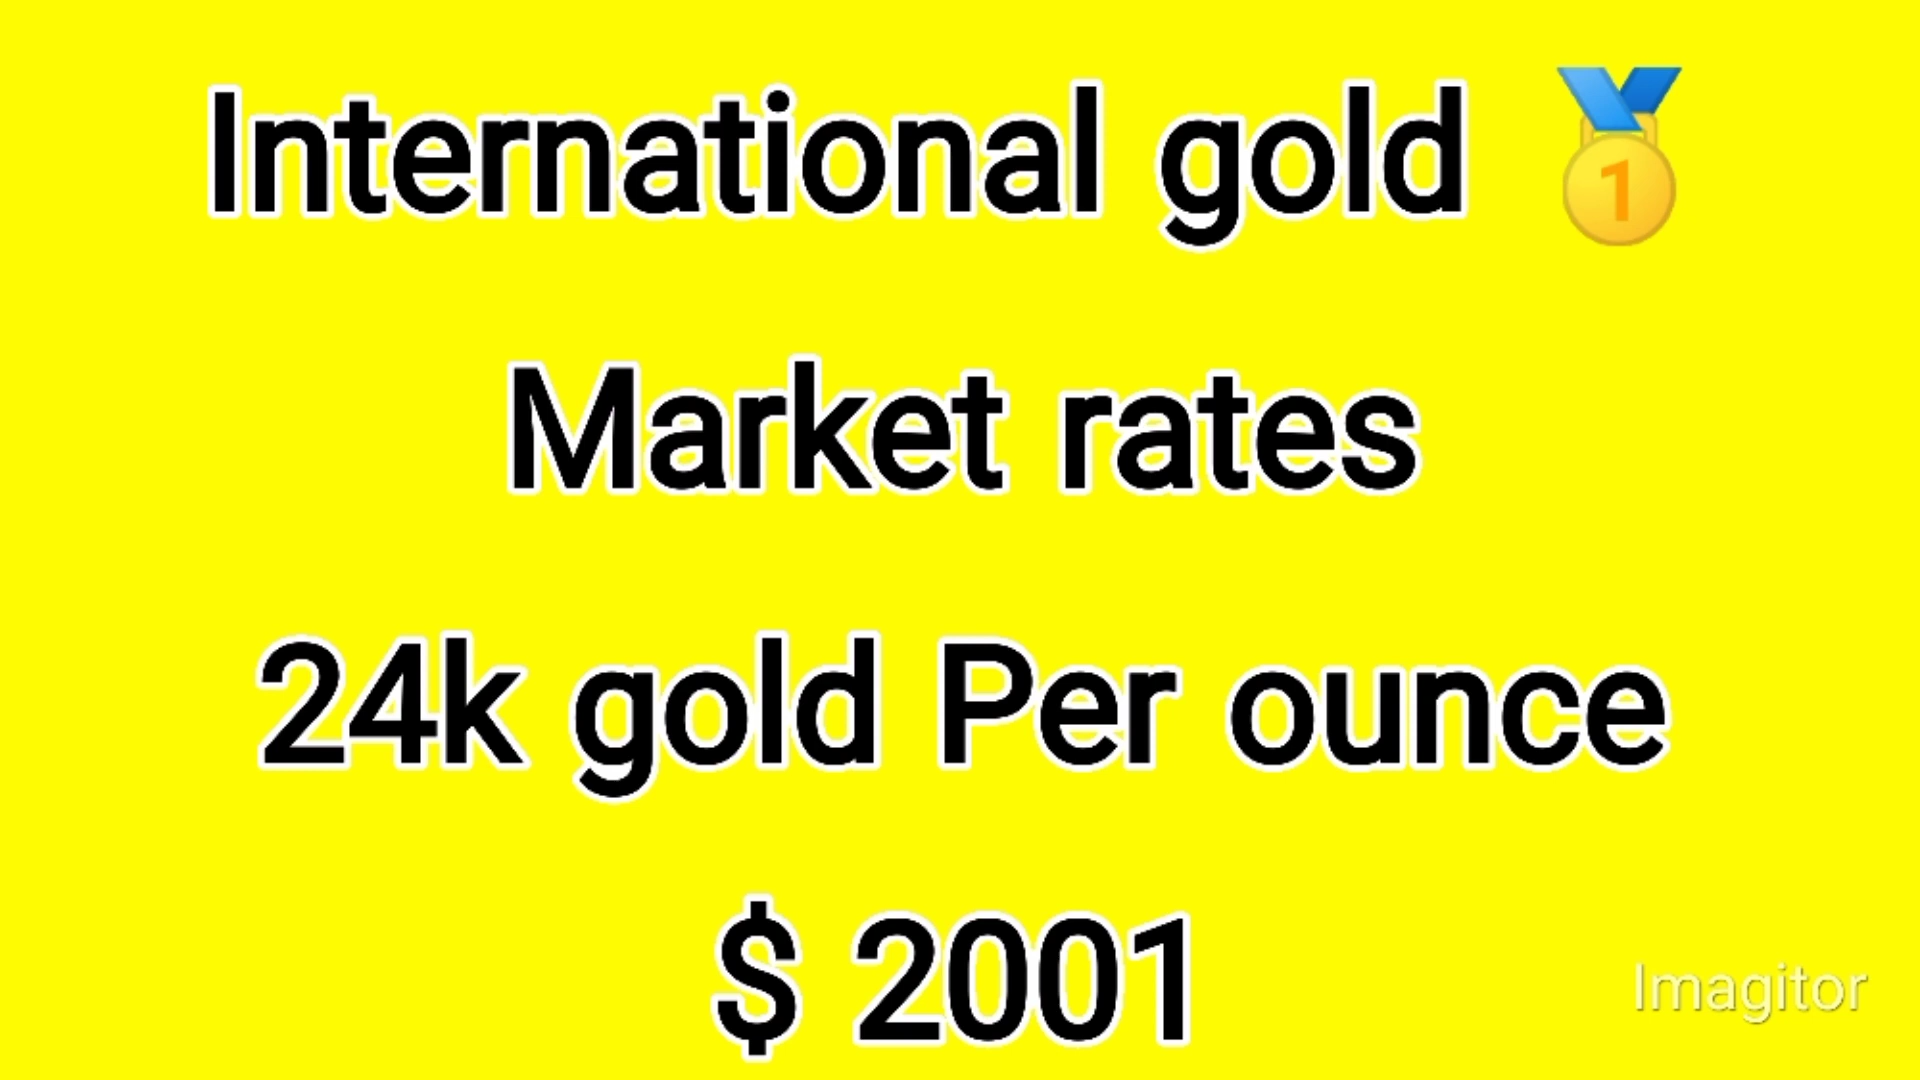 International gold 🥇
Market rates
24k gold Per ounce
$ 2001
Imagitor